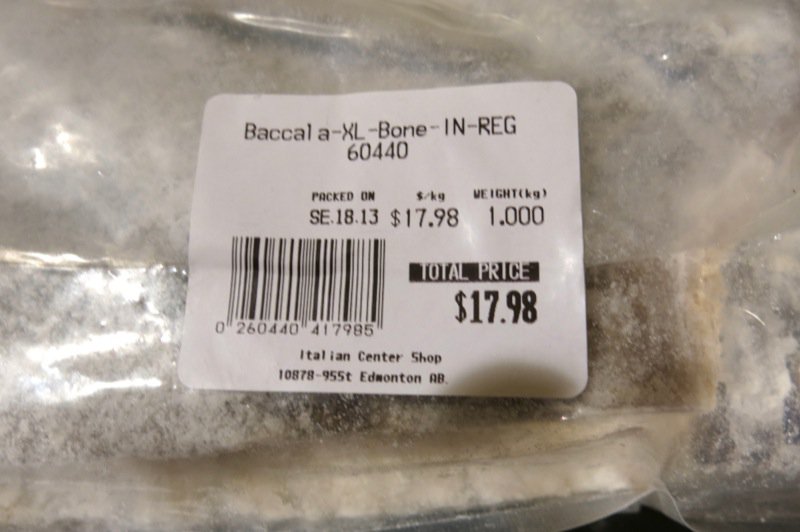 Baccala-XL-Bone-IN-REG
60440
PACKED ON $/kg WEIGHT(kg)
SE.18.13 $17.98 1.000
TOTAL PRICE
$17.98
0 260440 417985
Italian Center Shop
10878-95St Edmonton AB.